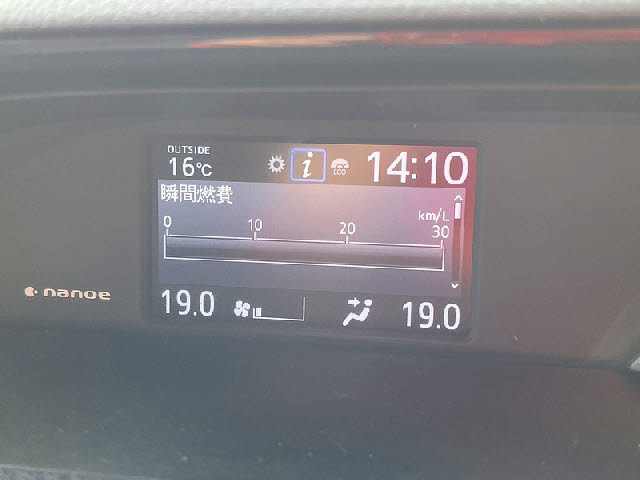 OUTSIDE
16℃
i
ECO
14:10
瞬間燃費
km/L
0 10 20 30
nanoe
19.0
19.0